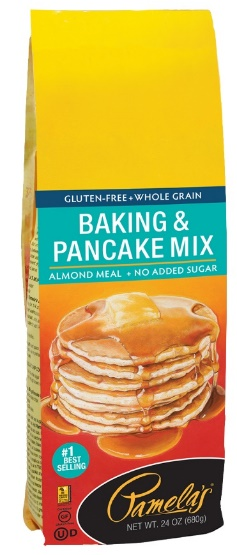 GLUTEN-FREE + WHOLE GRAIN
BAKING &
PANCAKE MIX
ALMOND MEAL + NO ADDED SUGAR
#1
BEST
SELLING
GF
U D
Pamela's
NET WT. 24 OZ (680g)